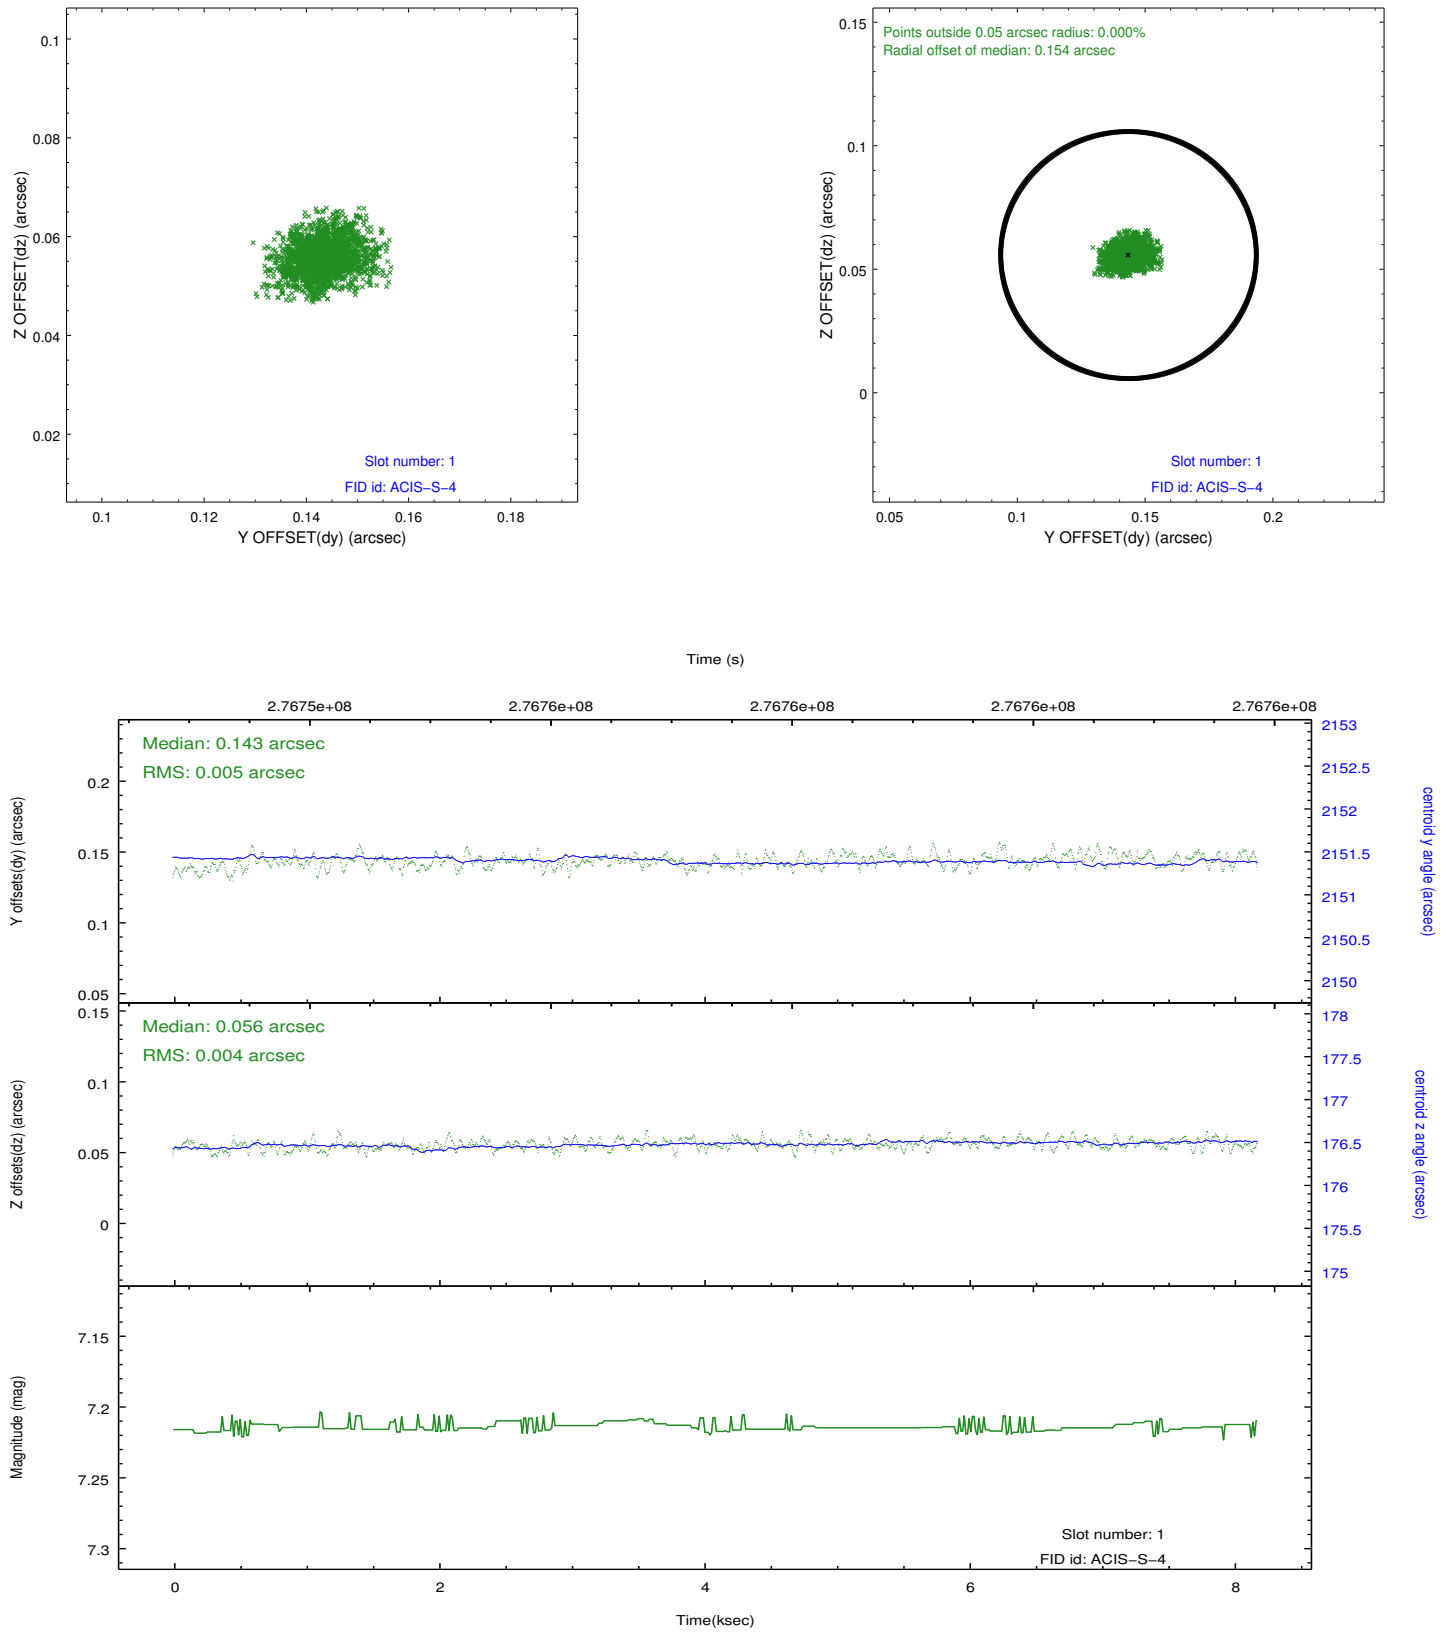 0.1
0.08
0.06
0.04
0.02
Z OFFSET(dz) (arcsec)
Slot number: 1
FID id: ACIS−S−4
0.1 0.12 0.14 0.16 0.18
Y OFFSET(dy) (arcsec)
Points outside 0.05 arcsec radius: 0.000%
Radial offset of median: 0.154 arcsec
0.15
0.1
0.05
0
Z OFFSET(dz) (arcsec)
Slot number: 1
FID id: ACIS−S−4
0.05 0.1 0.15 0.2
Y OFFSET(dy) (arcsec)
Time (s)
2.7675e+08 2.7676e+08 2.7676e+08 2.7676e+08 2.7676e+08
Median: 0.143 arcsec
RMS: 0.005 arcsec
0.2
0.15
0.1
0.05
Y offsets(dy) (arcsec)
2153
2152.5
2152
2151.5
2151
2150.5
2150
centroid y angle (arcsec)
Median: 0.056 arcsec
RMS: 0.004 arcsec
0.15
0.1
0.05
0
Z offsets(dz) (arcsec)
178
177.5
177
176.5
176
175.5
175
centroid z angle (arcsec)
7.15
7.2
7.25
7.3
Magnitude (mag)
Slot number: 1
FID id: ACIS−S−4
0 2 4 6 8
Time(ksec)